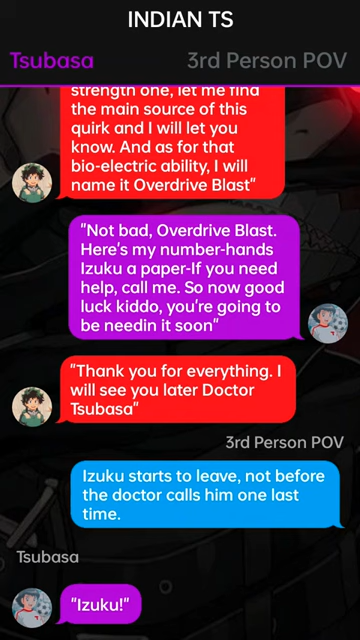 INDIAN TS
Tsubasa
3rd Person POV
strength one, let me find
the main source of this
quirk and I will let you
know. And as for that
bio-electric ability, I will
name it Overdrive Blast"
"Not bad, Overdrive Blast.
Here's my number-hands
Izuku a paper-If you need
help, call me. So now good
luck kiddo, you're going to
be needin it soon"
"Thank you for everything. I
will see you later Doctor
Tsubasa"
3rd Person POV
Izuku starts to leave, not before
the doctor calls him one last
time.
Tsubasa
"Izuku!"